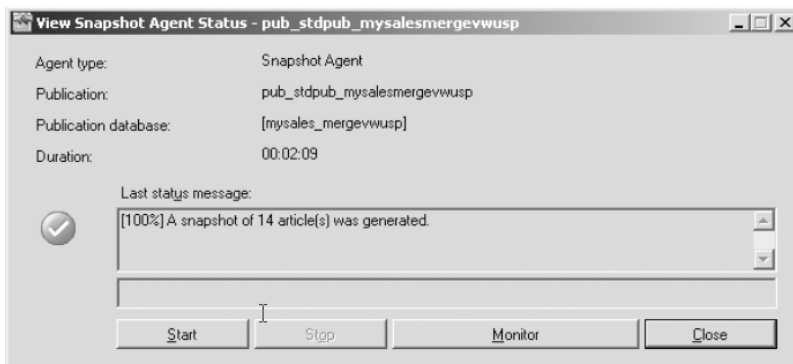 View Snapshot Agent Status - pub_stdpub_mysalesmergevwusp
Agent type: Snapshot Agent
Publication: pub_stdpub_mysalesmergevwusp
Publication database: [mysales_mergevwusp]
Duration: 00:02:09
Last status message:
[100%] A snapshot of 14 article(s) was generated.
Start Stop Monitor Close